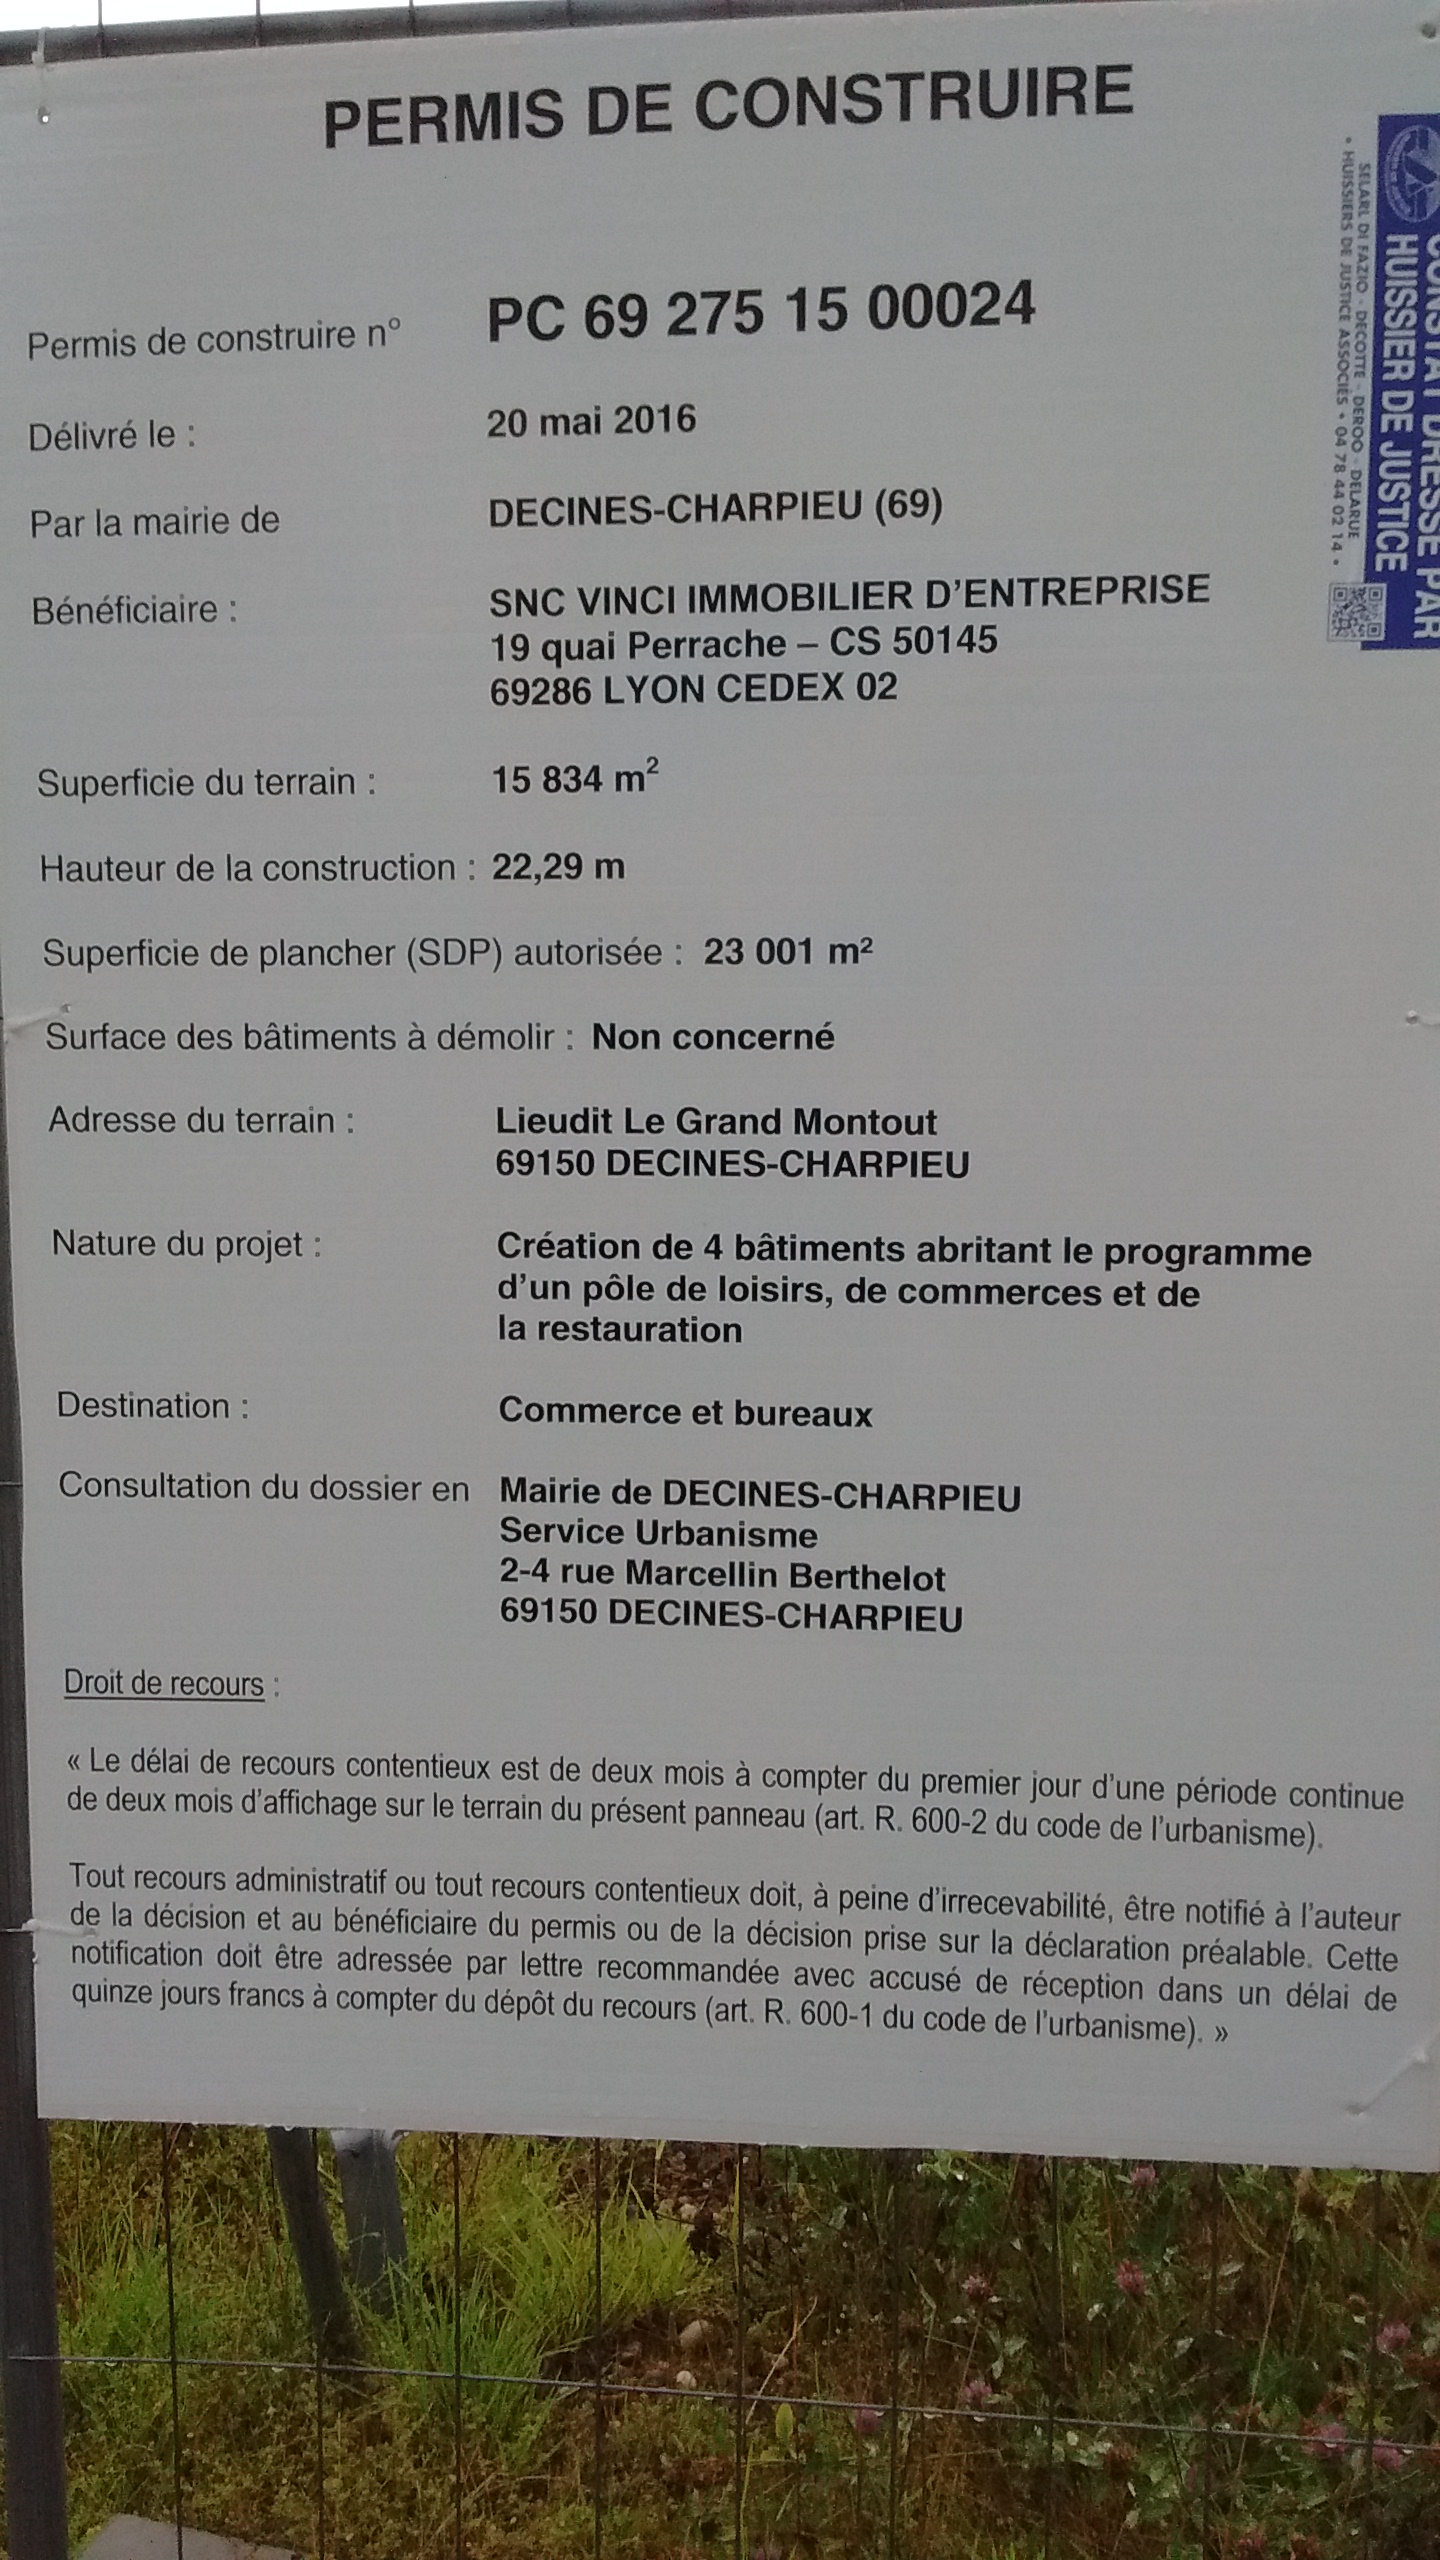 PERMIS DE CONSTRUIRE
Permis de construire n° PC 69 275 15 00024
Délivré le : 20 mai 2016
Par la mairie de DECINES-CHARPIEU (69)
Bénéficiaire : SNC VINCI IMMOBILIER D'ENTREPRISE
19 quai Perrache – CS 50145
69286 LYON CEDEX 02
Superficie du terrain : 15 834 m²
Hauteur de la construction : 22,29 m
Superficie de plancher (SDP) autorisée : 23 001 m²
Surface des bâtiments à démolir : Non concerné
Adresse du terrain : Lieudit Le Grand Montout
69150 DECINES-CHARPIEU
Nature du projet : Création de 4 bâtiments abritant le programme
d'un pôle de loisirs, de commerces et de
la restauration
Destination : Commerce et bureaux
Consultation du dossier en Mairie de DECINES-CHARPIEU
Service Urbanisme
2-4 rue Marcellin Berthelot
69150 DECINES-CHARPIEU
Droit de recours :
« Le délai de recours contentieux est de deux mois à compter du premier jour d'une période continue
de deux mois d'affichage sur le terrain du présent panneau (art. R. 600-2 du code de l'urbanisme).
Tout recours administratif ou tout recours contentieux doit, à peine d'irrecevabilité, être notifié à l'auteur
de la décision et au bénéficiaire du permis ou de la décision prise sur la déclaration préalable. Cette
notification doit être adressée par lettre recommandée avec accusé de réception dans un délai de
quinze jours francs à compter du dépôt du recours (art. R. 600-1 du code de l'urbanisme). »
CONSTAT DRESSE PAR
HUISSIER DE JUSTICE
SELARL DI FAZIO - DECOTTE - DEROO - DELARUE
• HUISSIERS DE JUSTICE ASSOCIÉS • 04 78 44 02 14 •